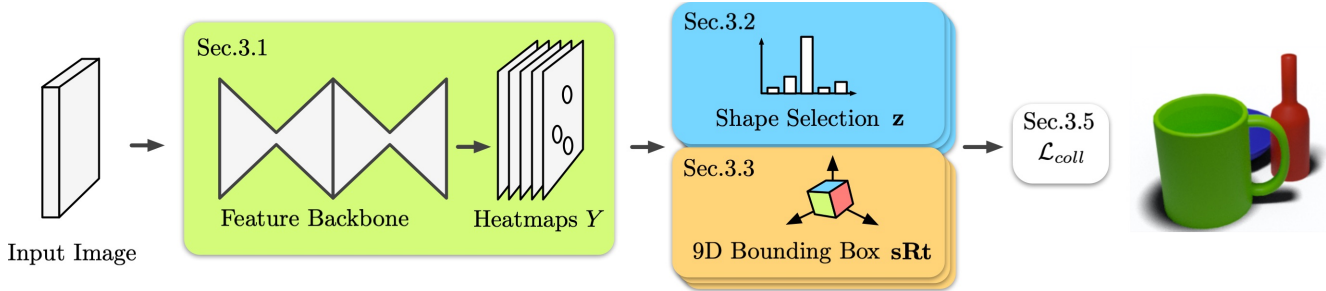 Input Image
Sec.3.1
Feature Backbone
Heatmaps Y
Sec.3.2
Shape Selection z
Sec.3.3
9D Bounding Box sRt
Sec.3.5
ℒcoll